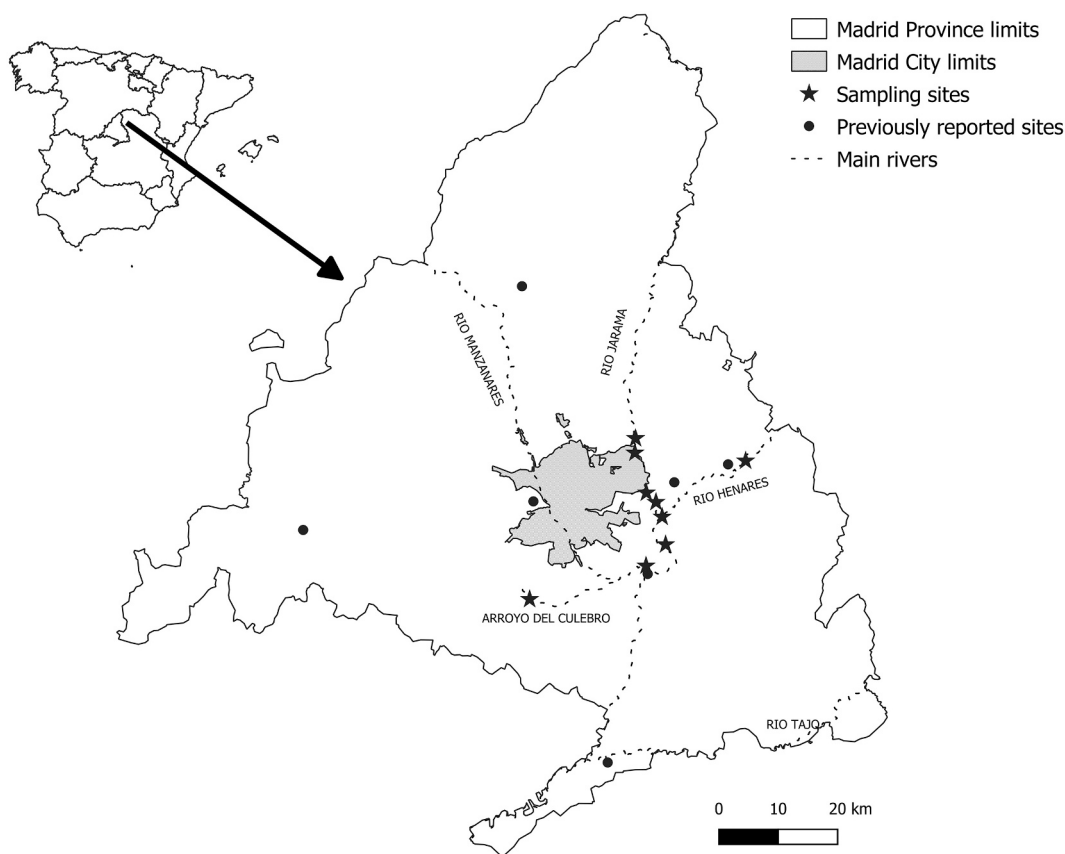 Madrid Province limits
Madrid City limits
Sampling sites
Previously reported sites
Main rivers
RIO MANZANARES
RIO JARAMA
RIO HENARES
ARROYO DEL CULEBRO
RIO TAJO
0 10 20 km